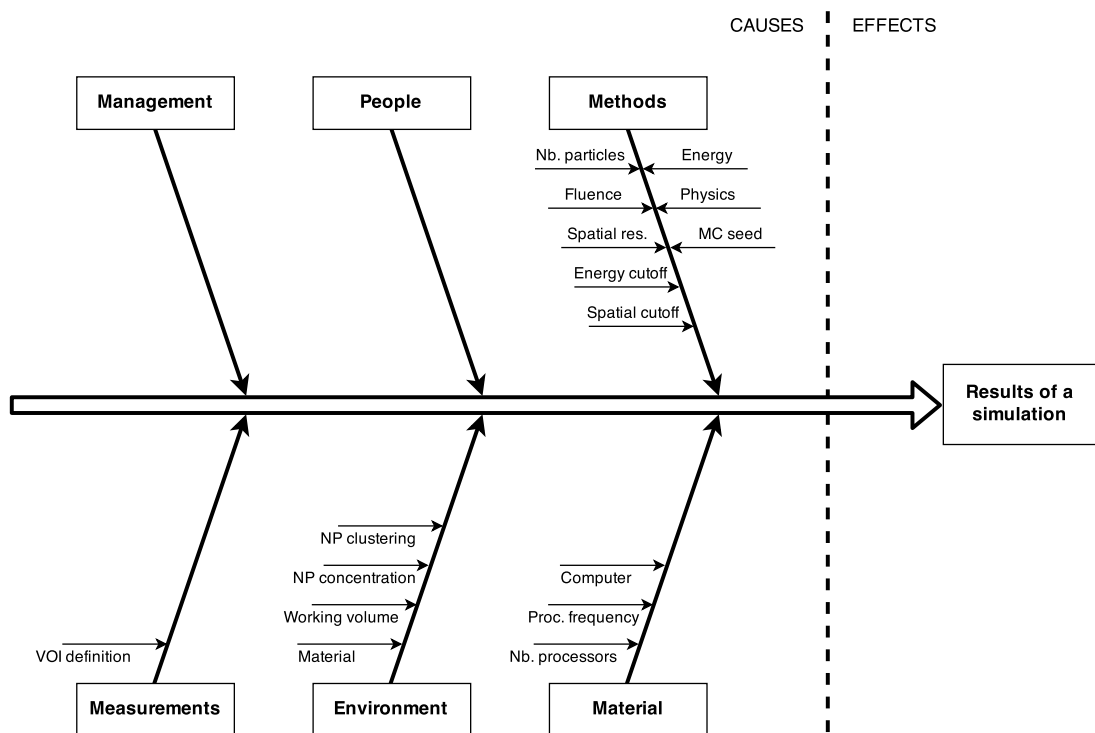 CAUSES
EFFECTS
Management
People
Methods
Nb. particles
Energy
Fluence
Physics
Spatial res.
MC seed
Energy cutoff
Spatial cutoff
Results of a
simulation
NP clustering
NP concentration
Computer
Working volume
Proc. frequency
VOI definition
Material
Nb. processors
Measurements
Environment
Material